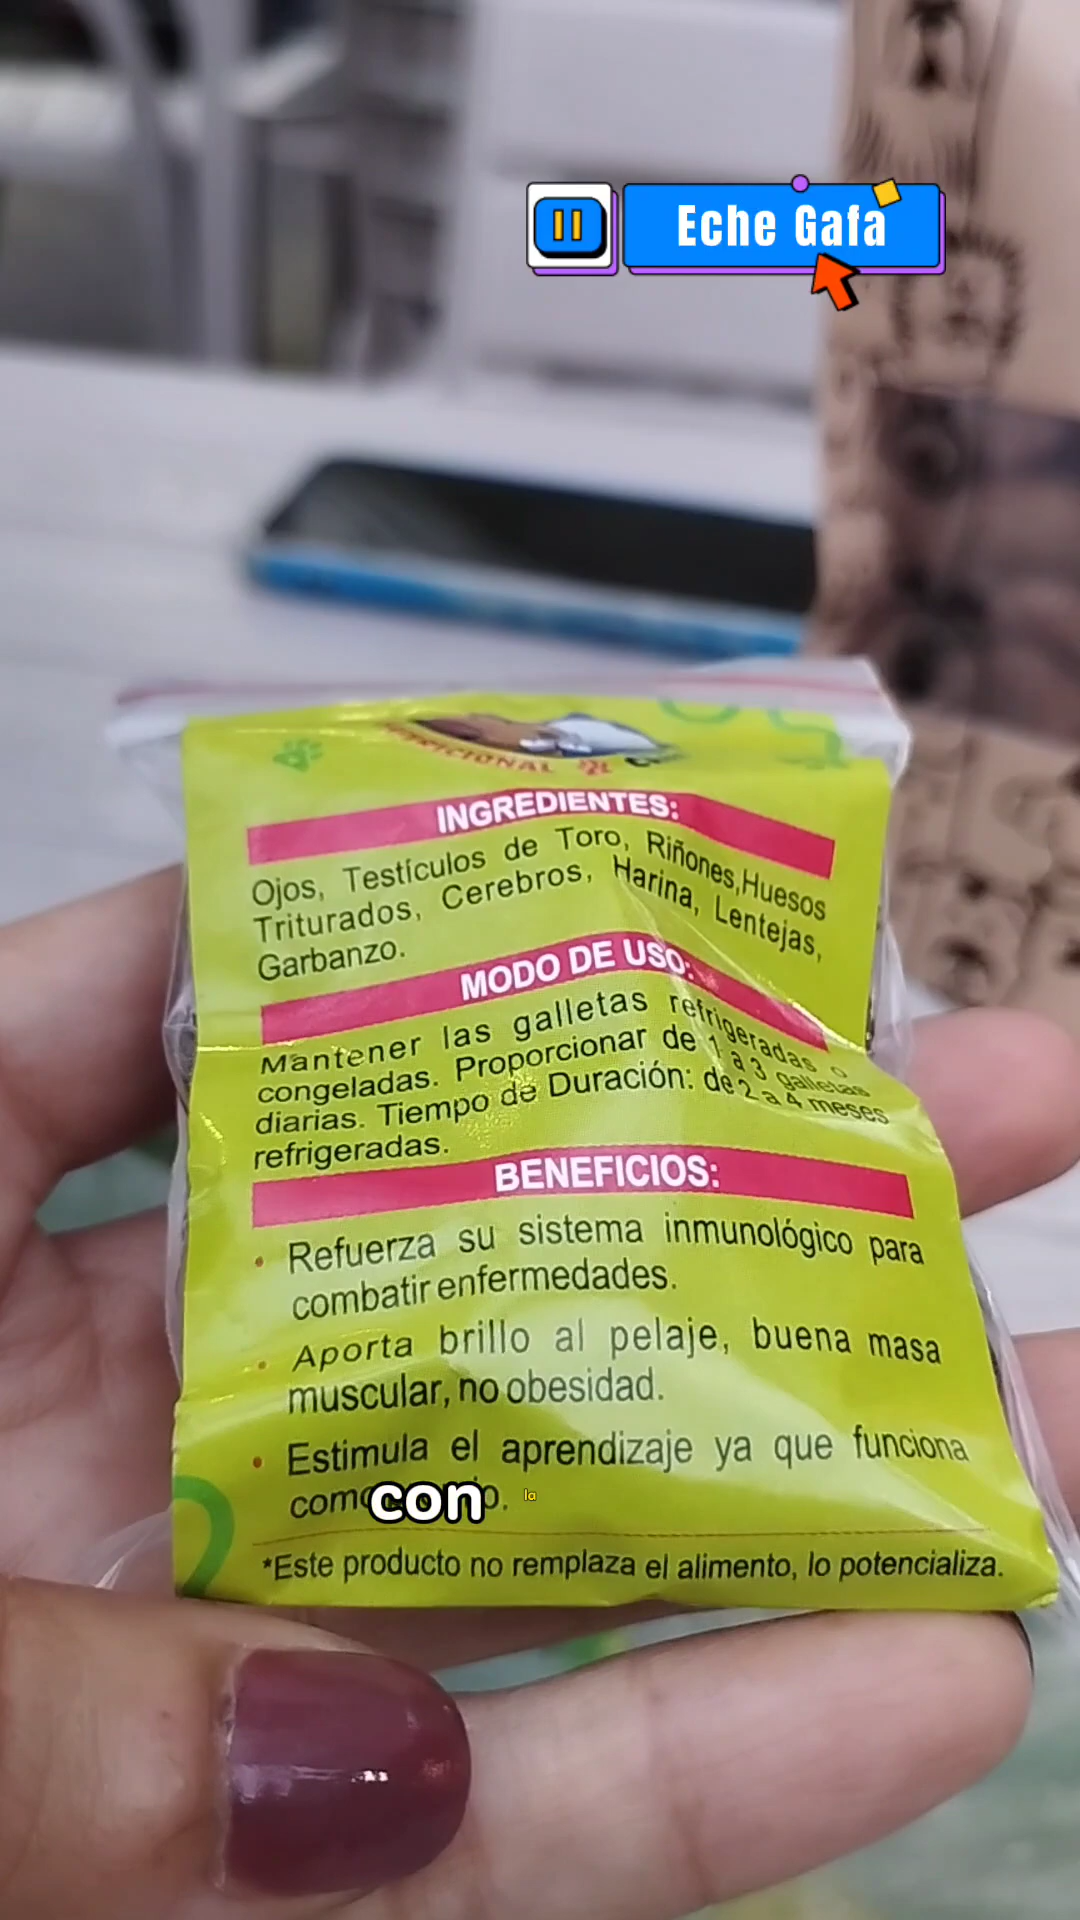 Eche Gafa
INGREDIENTES:
Ojos, Testículos de Toro, Riñones,Huesos
Triturados, Cerebros, Harina, Lentejas,
Garbanzo.
MODO DE USO:
Mantener las galletas refrigeradas o
congeladas. Proporcionar de 1 a 3 galletas
diarias. Tiempo de Duración: de 2 a 4 meses
refrigeradas.
BENEFICIOS:
• Refuerza su sistema inmunológico para
combatir enfermedades.
• Aporta brillo al pelaje, buena masa
muscular, no obesidad.
• Estimula el aprendizaje ya que funciona
con la
*Este producto no remplaza el alimento, lo potencializa.